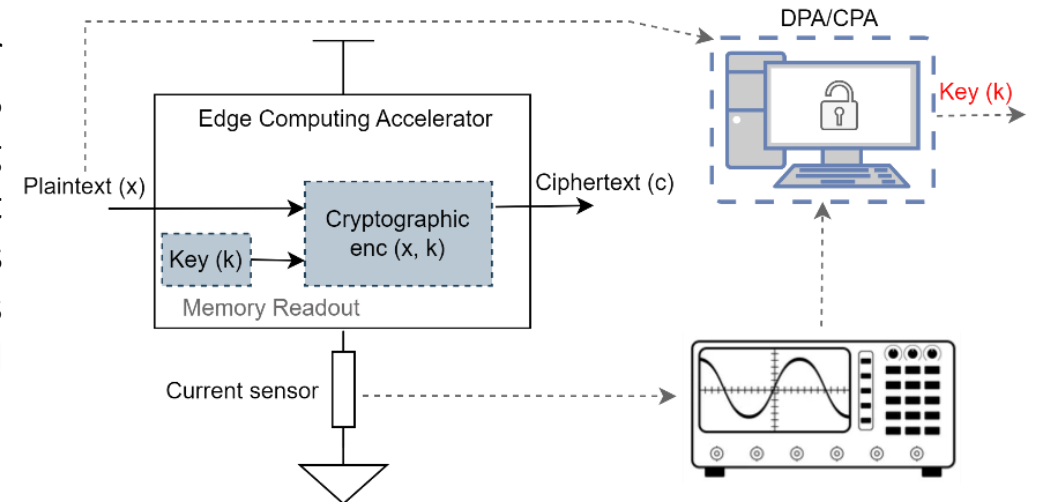 DPA/CPA
Edge Computing Accelerator
Key (k)
Plaintext (x)
Ciphertext (c)
Cryptographic
enc (x, k)
Key (k)
Memory Readout
Current sensor